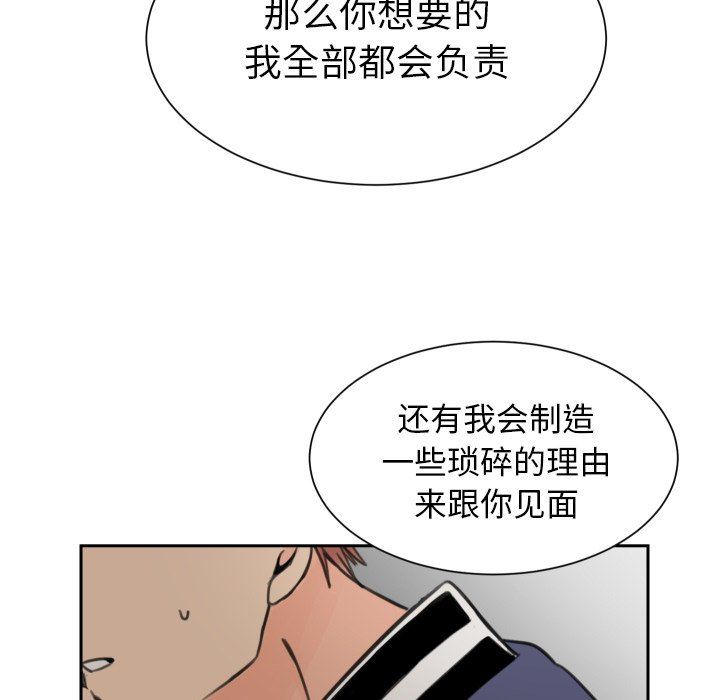 那么你想要的
我全部都会负责
还有我会制造
一些琐碎的理由
来跟你见面